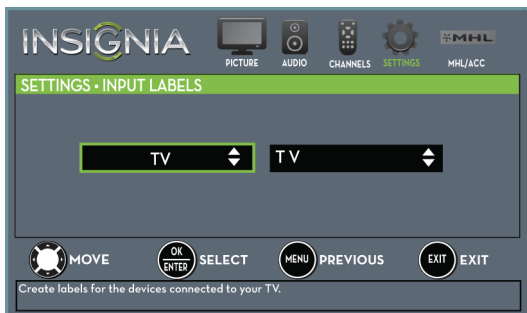 INSIGNIA
PICTURE AUDIO CHANNELS SETTINGS MHL MHL/ACC
SETTINGS • INPUT LABELS
TV TV
MOVE OK/ENTER SELECT MENU PREVIOUS EXIT EXIT
Create labels for the devices connected to your TV.